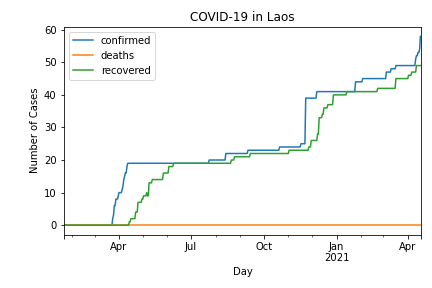 COVID-19 in Laos
confirmed
deaths
recovered
Number of Cases
60
50
40
30
20
10
0
Apr
Jul
Oct
Jan
2021
Apr
Day